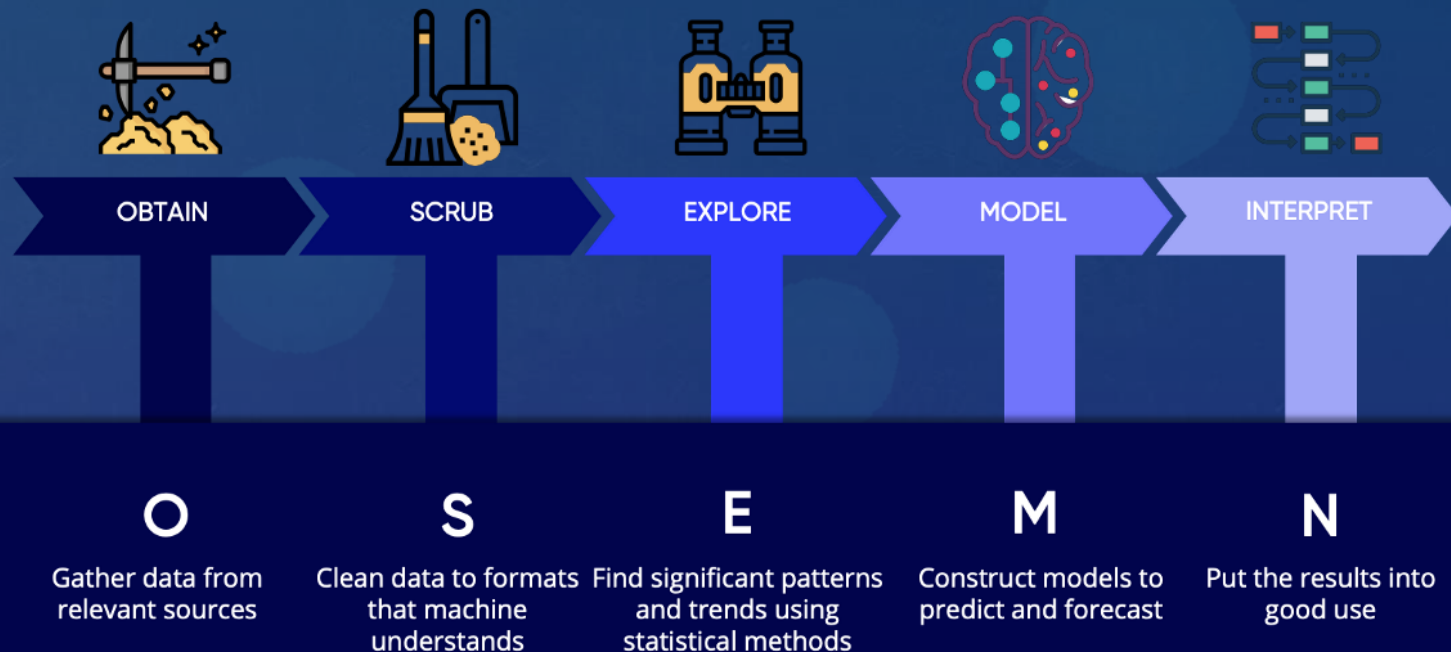 OBTAIN
SCRUB
EXPLORE
MODEL
INTERPRET
O
Gather data from
relevant sources
S
Clean data to formats
that machine
understands
E
Find significant patterns
and trends using
statistical methods
M
Construct models to
predict and forecast
N
Put the results into
good use